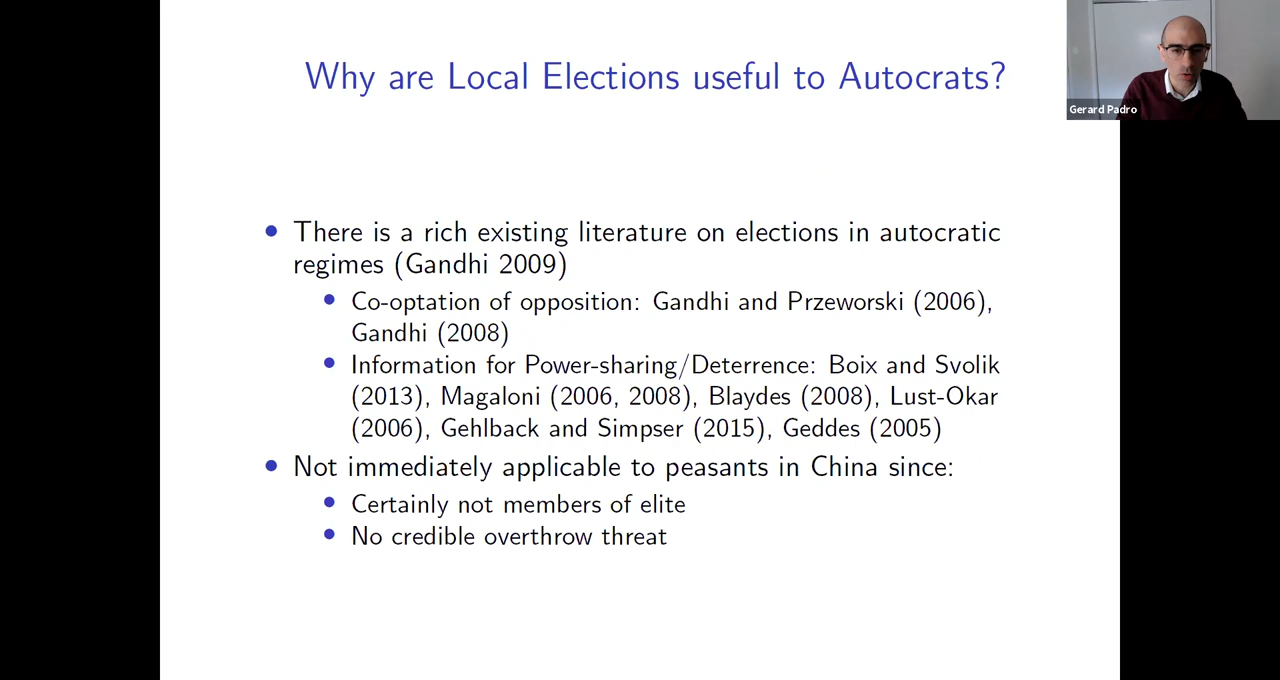 Why are Local Elections useful to Autocrats?
Gerard Padro
• There is a rich existing literature on elections in autocratic
regimes (Gandhi 2009)
• Co-optation of opposition: Gandhi and Przeworski (2006),
Gandhi (2008)
• Information for Power-sharing/Deterrence: Boix and Svolik
(2013), Magaloni (2006, 2008), Blaydes (2008), Lust-Okar
(2006), Gehlback and Simpser (2015), Geddes (2005)
• Not immediately applicable to peasants in China since:
• Certainly not members of elite
• No credible overthrow threat